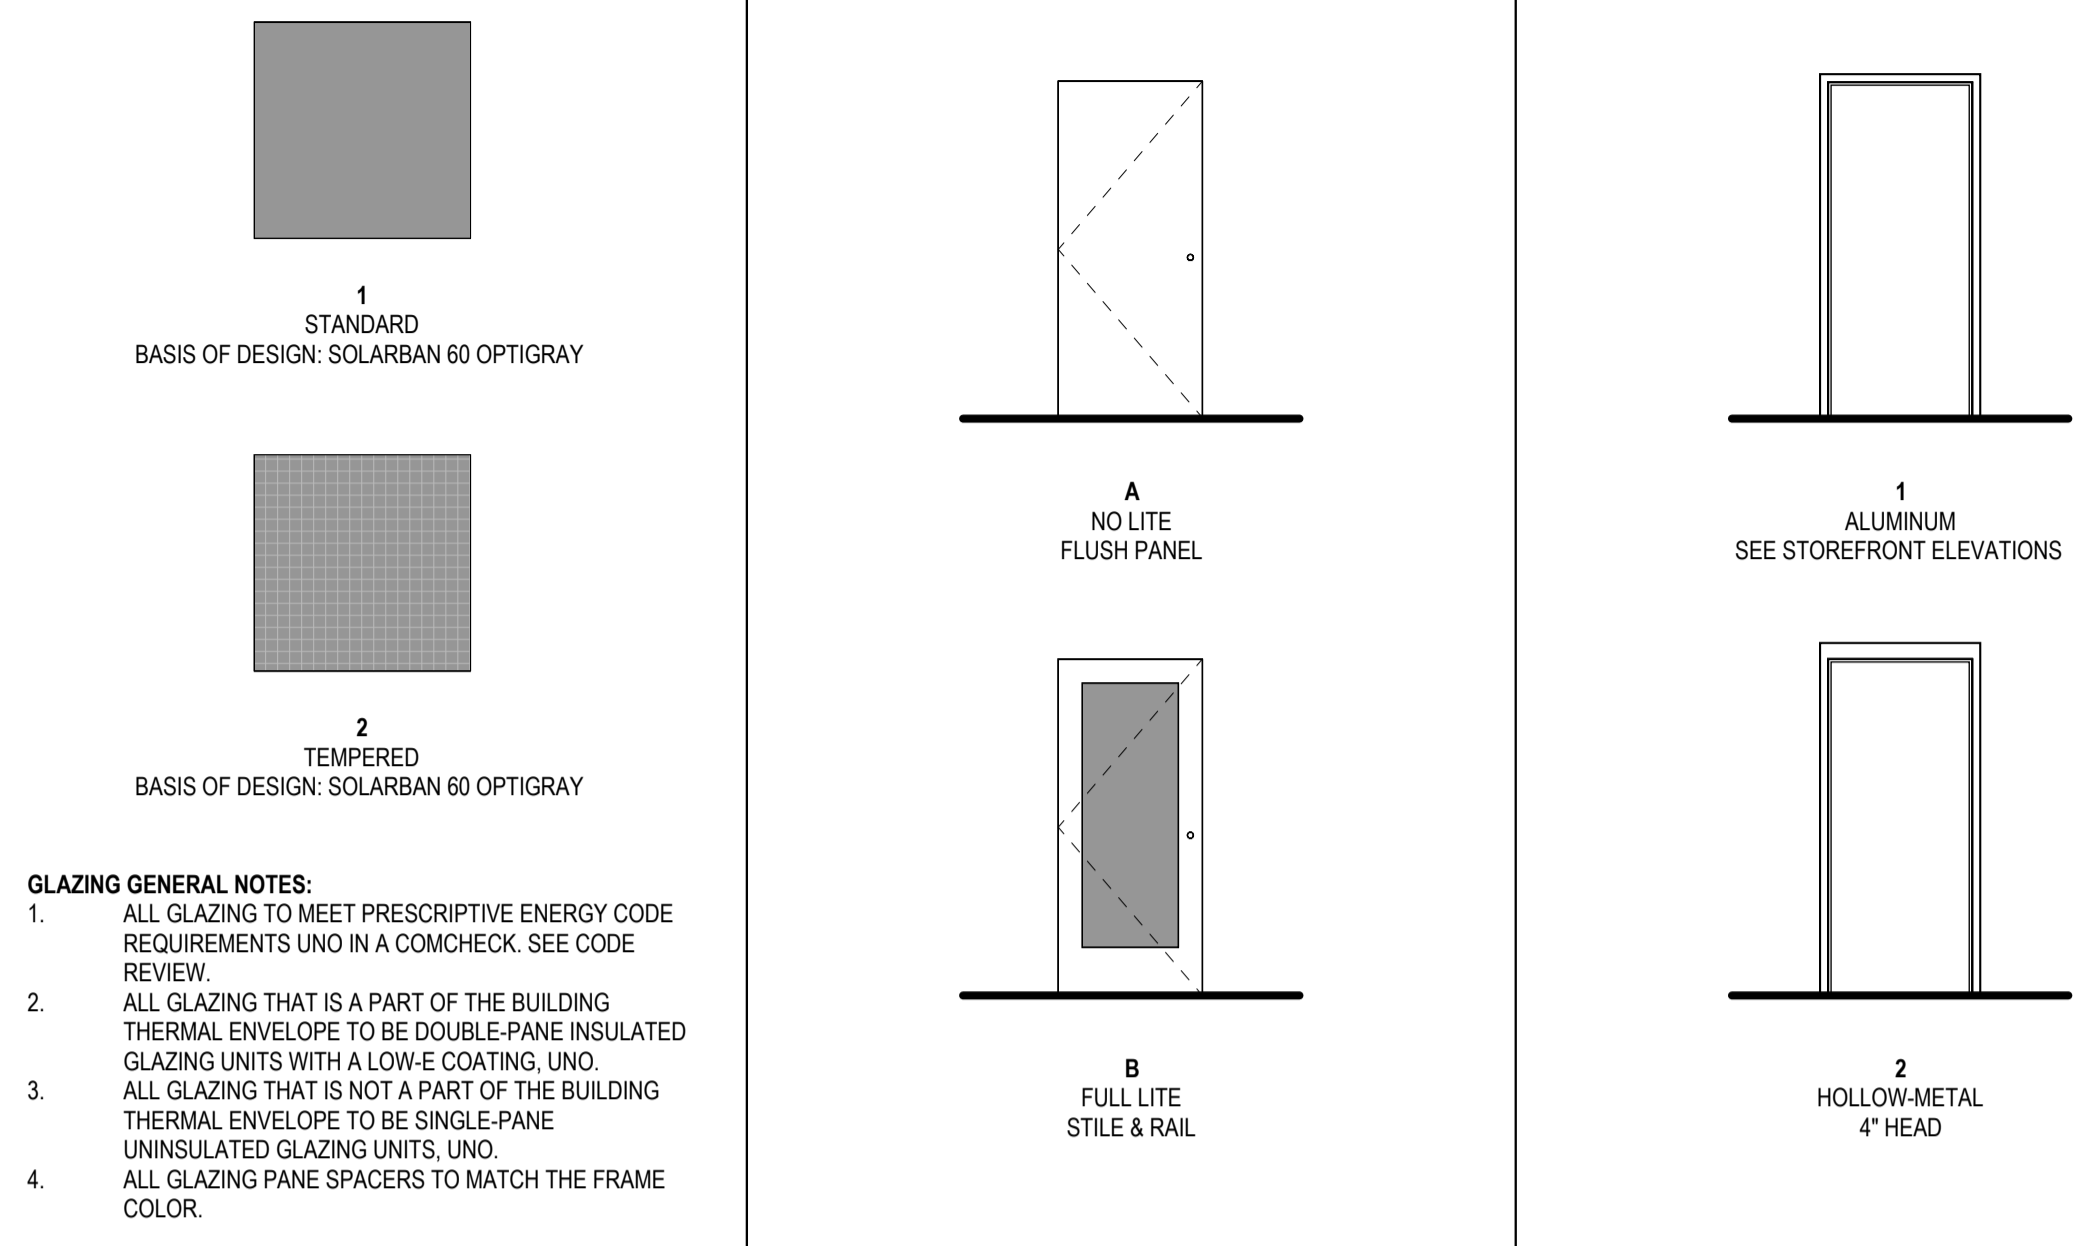 1
STANDARD
BASIS OF DESIGN: SOLARBAN 60 OPTIGRAY
2
TEMPERED
BASIS OF DESIGN: SOLARBAN 60 OPTIGRAY
GLAZING GENERAL NOTES:
1. ALL GLAZING TO MEET PRESCRIPTIVE ENERGY CODE
REQUIREMENTS UNO IN A COMCHECK. SEE CODE
REVIEW.
2. ALL GLAZING THAT IS A PART OF THE BUILDING
THERMAL ENVELOPE TO BE DOUBLE-PANE INSULATED
GLAZING UNITS WITH A LOW-E COATING, UNO.
3. ALL GLAZING THAT IS NOT A PART OF THE BUILDING
THERMAL ENVELOPE TO BE SINGLE-PANE
UNINSULATED GLAZING UNITS, UNO.
4. ALL GLAZING PANE SPACERS TO MATCH THE FRAME
COLOR.
A
NO LITE
FLUSH PANEL
B
FULL LITE
STILE & RAIL
1
ALUMINUM
SEE STOREFRONT ELEVATIONS
2
HOLLOW-METAL
4" HEAD